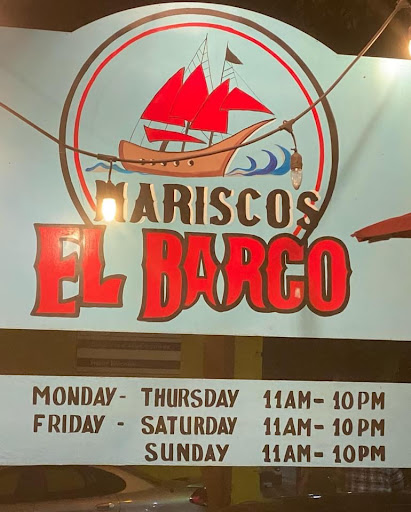 MARISCOS
EL BARCO
MONDAY - THURSDAY 11AM - 10PM
FRIDAY - SATURDAY 11AM - 10PM
SUNDAY 11AM - 10PM